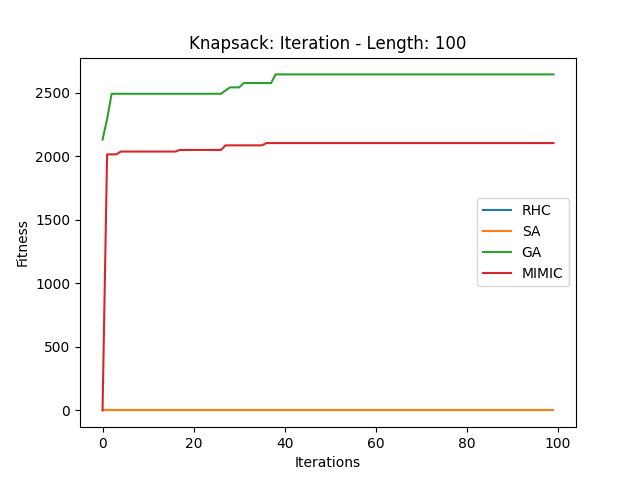 Knapsack: Iteration - Length: 100
Fitness
2500
2000
1500
1000
500
0
RHC
SA
GA
MIMIC
0 20 40 60 80 100
Iterations